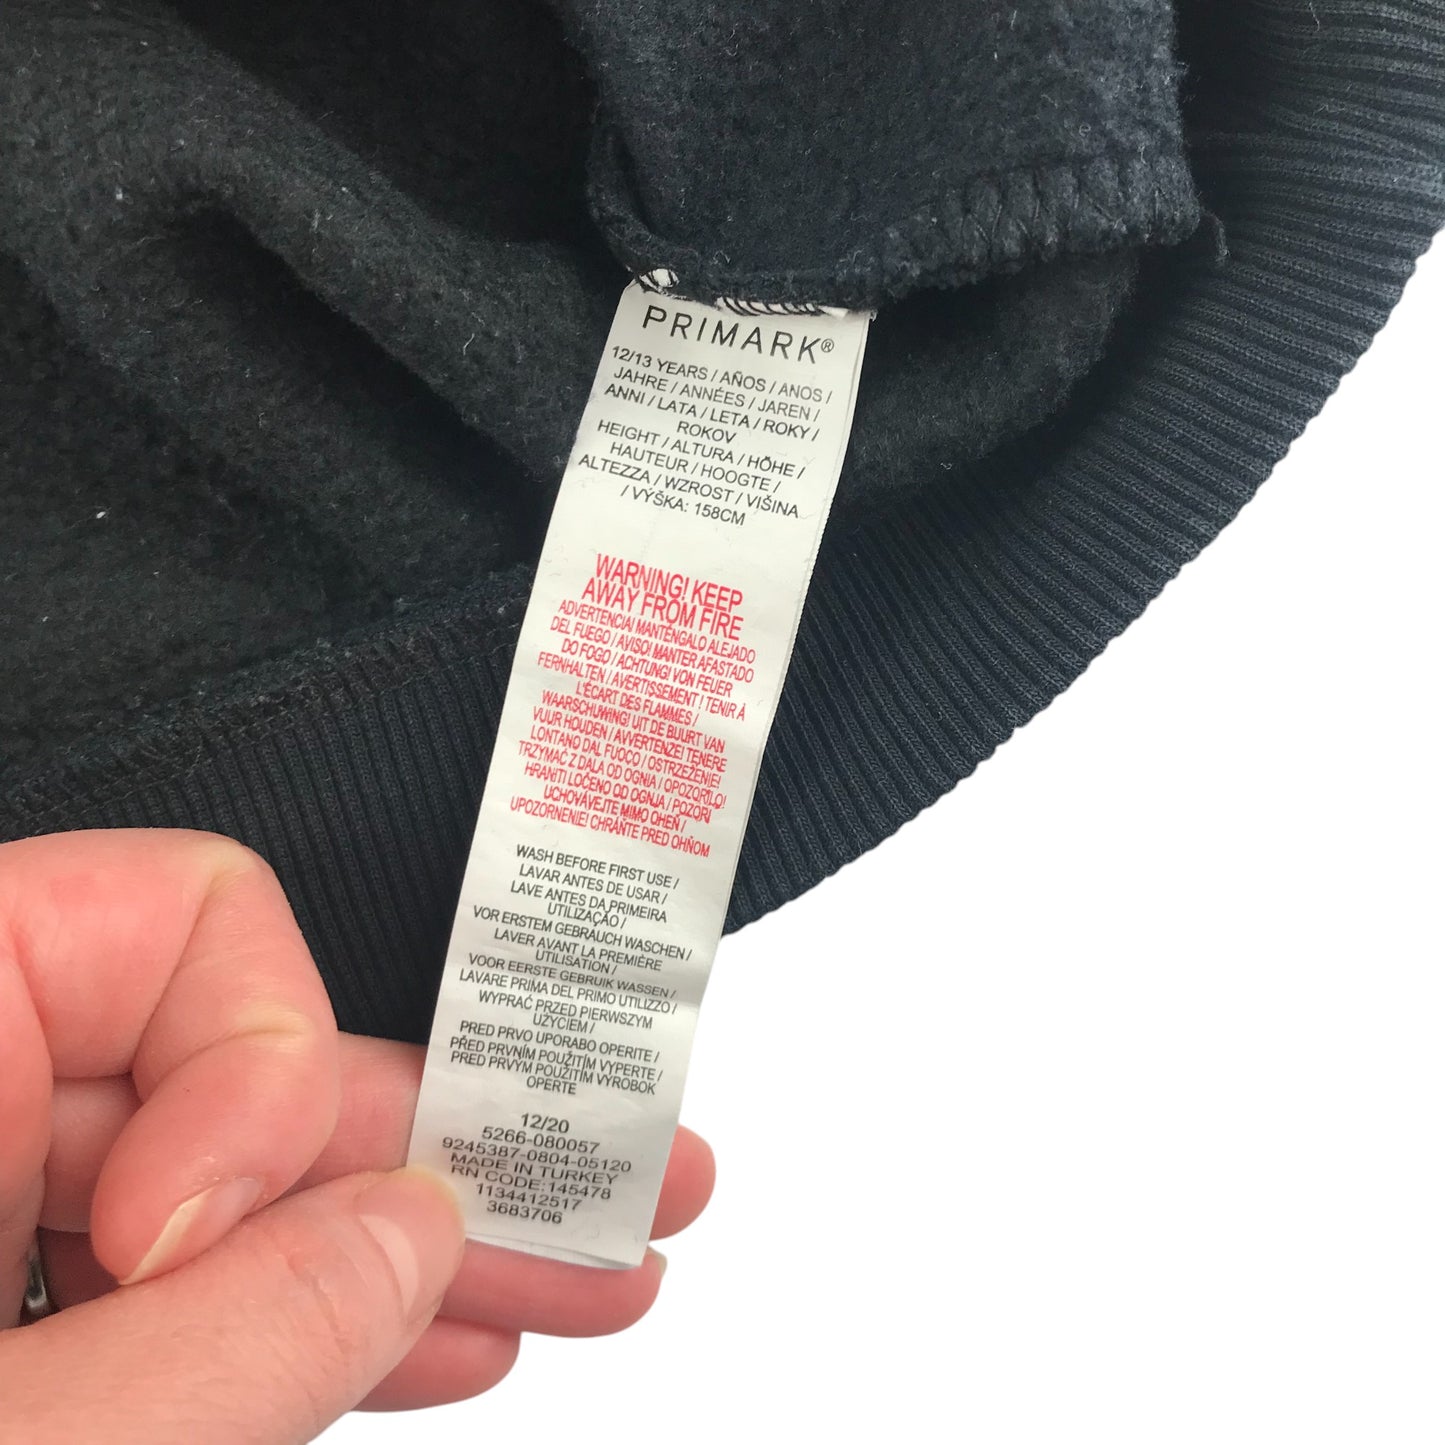 PRIMARK®
12/13 YEARS / AÑOS / ANOS /
JAHRE / ANNÉES / JAREN /
ANNI / LATA / LETA / ROKY /
ROKOV
HEIGHT / ALTURA / HÖHE /
HAUTEUR / HOOGTE /
ALTEZZA / WZROST / VIŠINA
/ VÝŠKA: 158CM
WARNING! KEEP
AWAY FROM FIRE
ADVERTENCIA! MANTÉNGALO ALEJADO
DEL FUEGO / AVISO! MANTER AFASTADO
DO FOGO / ACHTUNG! VON FEUER
FERNHALTEN / AVERTISSEMENT ! TENIR À
L'ÉCART DES FLAMMES /
WAARSCHUWING! UIT DE BUURT VAN
VUUR HOUDEN / AVVERTENZE! TENERE
LONTANO DAL FUOCO / OSTRZEŻENIE!
TRZYMAĆ Z DALA OD OGNIA / OPOZORILO!
HRANITI LOČENO OD OGNJA / POZOR!
UCHOVÁVEJTE MIMO OHEŇ /
UPOZORNENIE! CHRÁŇTE PRED OHŇOM
WASH BEFORE FIRST USE /
LAVAR ANTES DE USAR /
LAVE ANTES DA PRIMEIRA
UTILIZAÇÃO /
VOR ERSTEM GEBRAUCH WASCHEN /
LAVER AVANT LA PREMIÈRE
UTILISATION /
VOOR EERSTE GEBRUIK WASSEN /
LAVARE PRIMA DEL PRIMO UTILIZZO /
WYPRAĆ PRZED PIERWSZYM
UŻYCIEM /
PRED PRVO UPORABO OPERITE /
PŘED PRVNÍM POUŽITÍM VYPERTE /
PRED PRVÝM POUŽITÍM VÝROBOK
OPERTE
12/20
5266-080057
9245387-0804-05120
MADE IN TURKEY
RN CODE:145478
1134412517
3683706